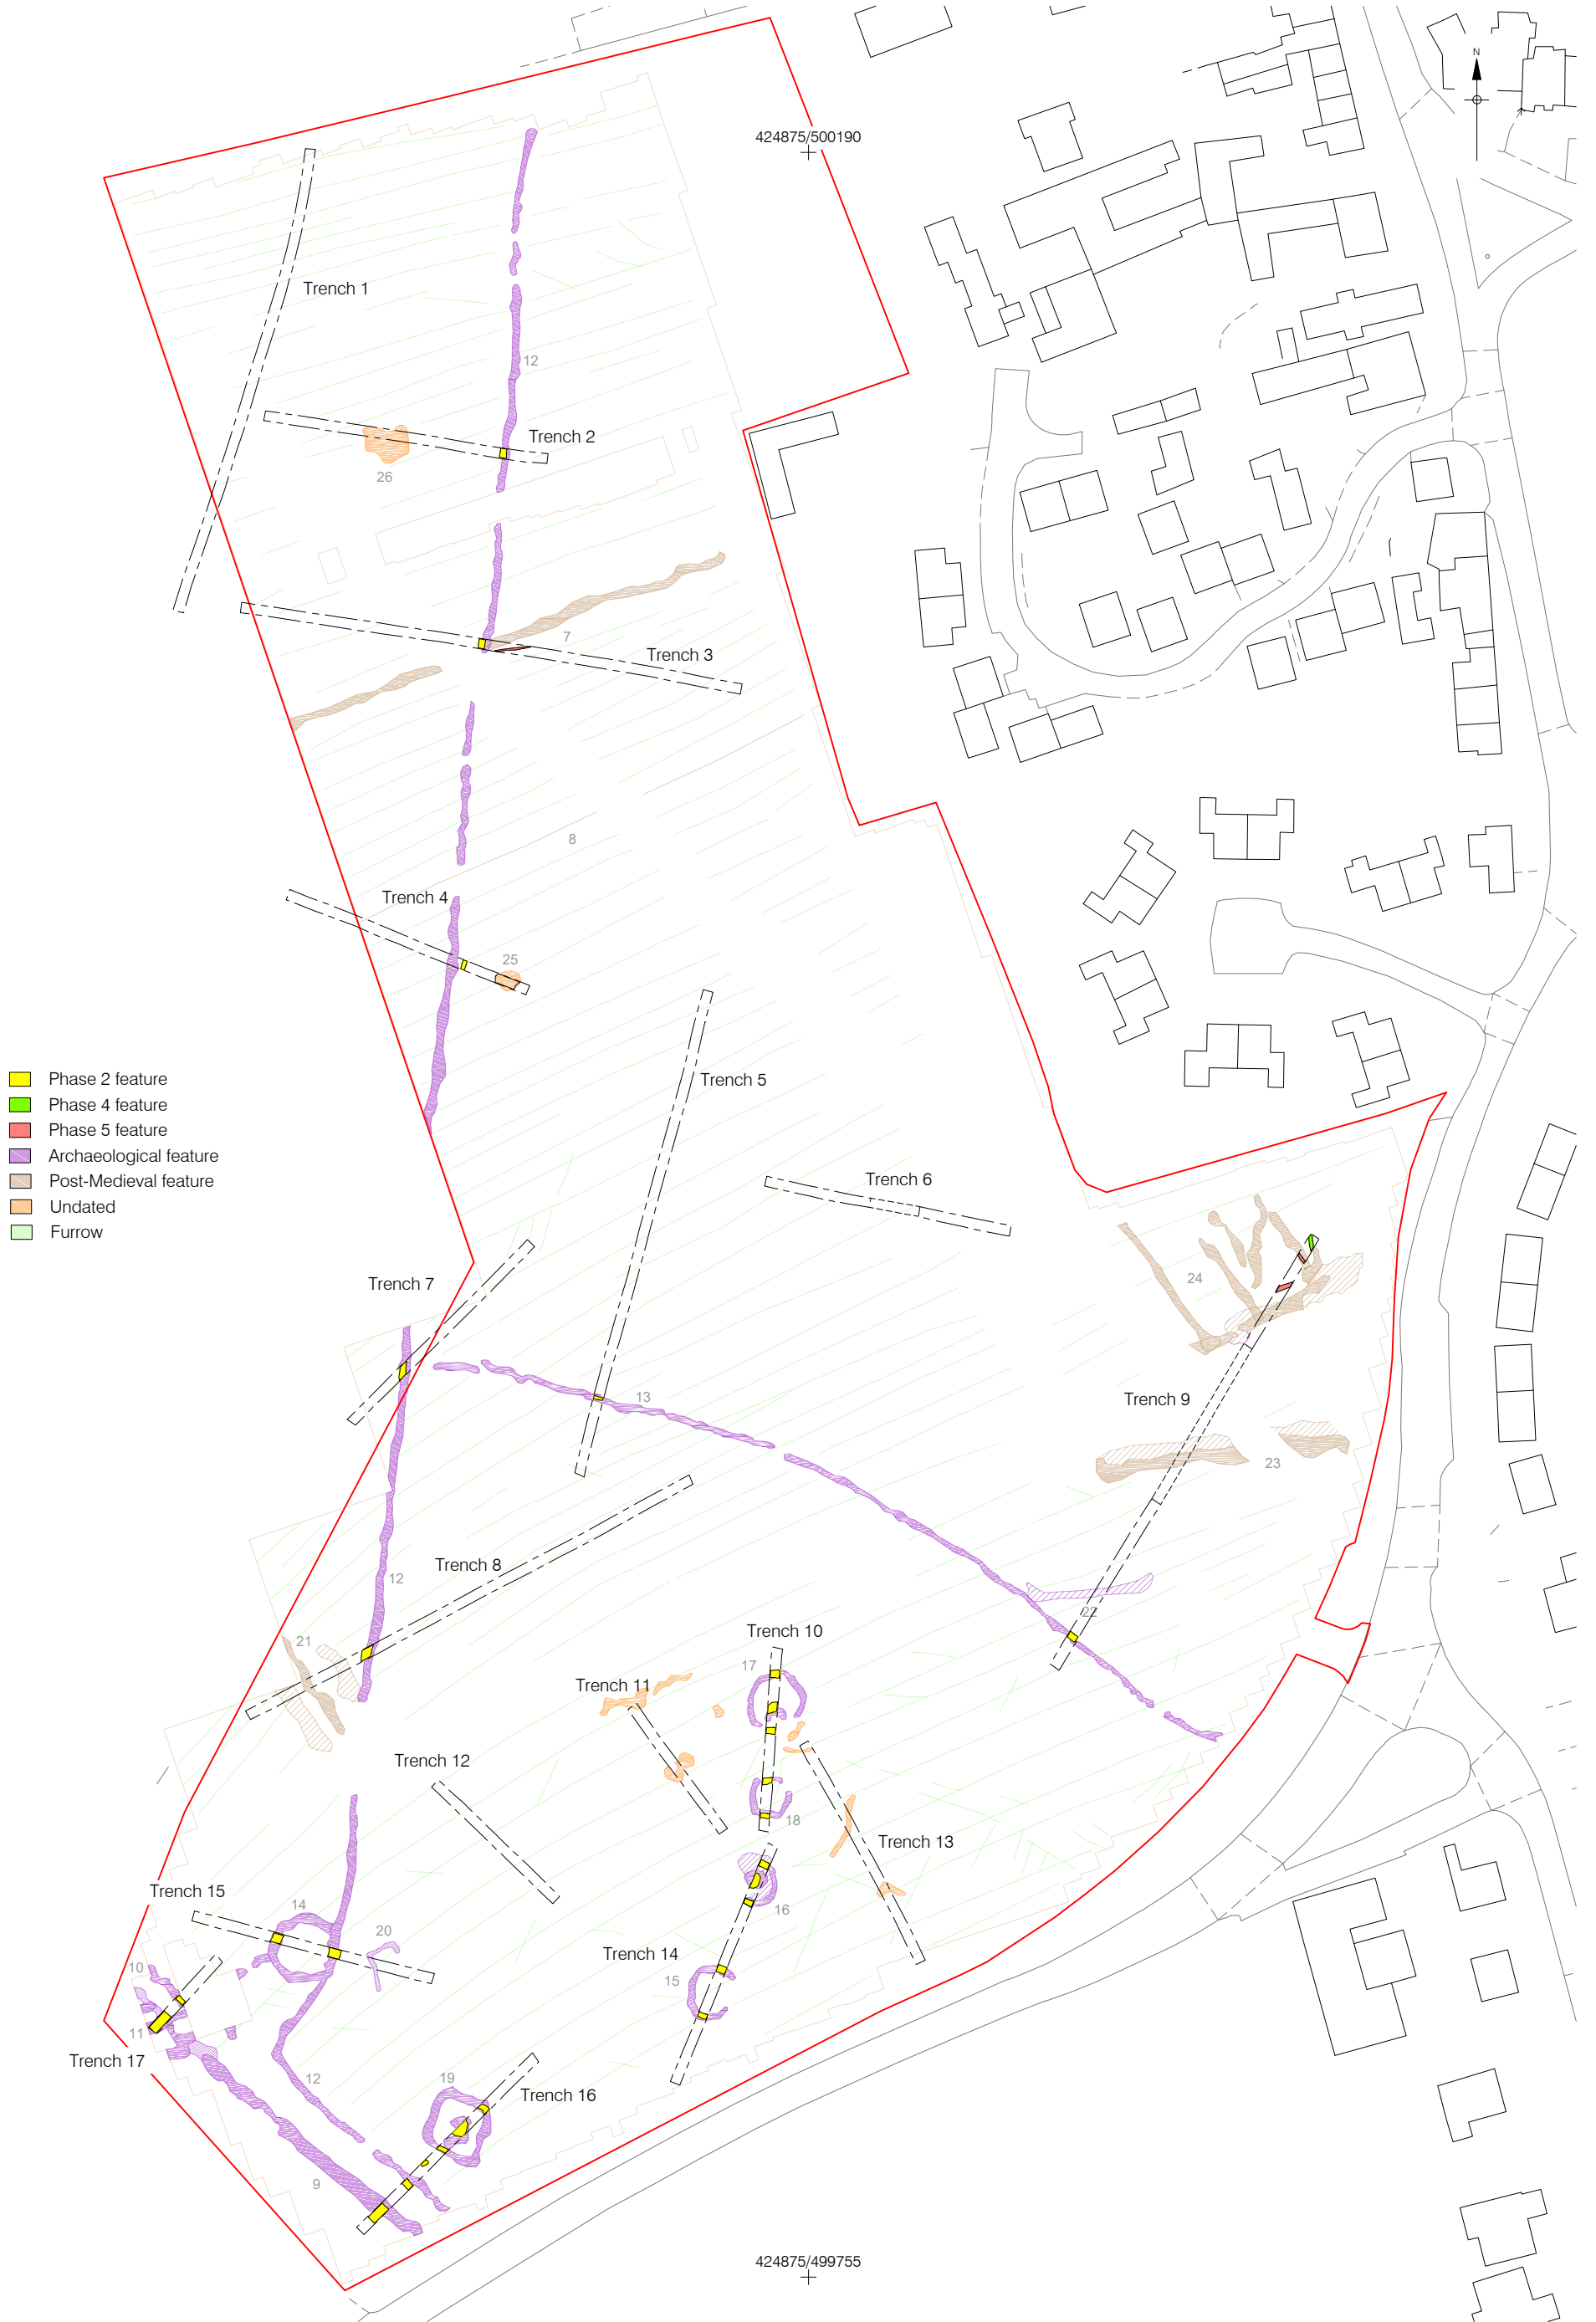 N
424875/500190
Trench 1
12
Trench 2
26
7
Trench 3
8
Trench 4
25
Phase 2 feature
Phase 4 feature
Phase 5 feature
Archaeological feature
Post-Medieval feature
Undated
Furrow
Trench 5
Trench 6
Trench 7
24
13
Trench 9
23
Trench 8
12
22
21
Trench 10
17
Trench 11
Trench 12
18
Trench 13
Trench 15
14
16
20
Trench 14
10
15
11
Trench 17
12
19
Trench 16
9
424875/499755